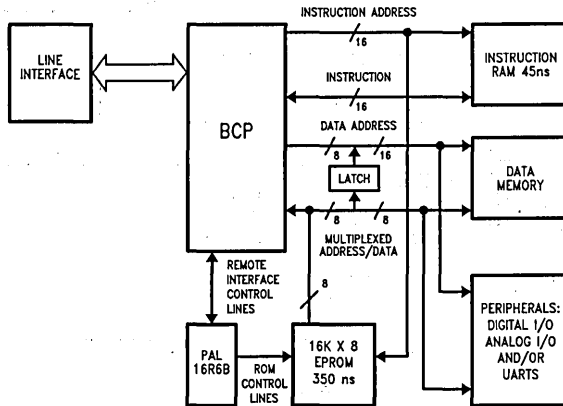 INSTRUCTION ADDRESS
16
LINE
INTERFACE
BCP
INSTRUCTION
RAM 45ns
INSTRUCTION
16
DATA ADDRESS
8
16
LATCH
DATA
MEMORY
8
8
MULTIPLEXED
ADDRESS/DATA
REMOTE
INTERFACE
CONTROL
LINES
8
PERIPHERALS:
DIGITAL I/O
ANALOG I/O
AND/OR
UARTS
PAL
16R6B
ROM
CONTROL
LINES
16K X 8
EPROM
350 ns